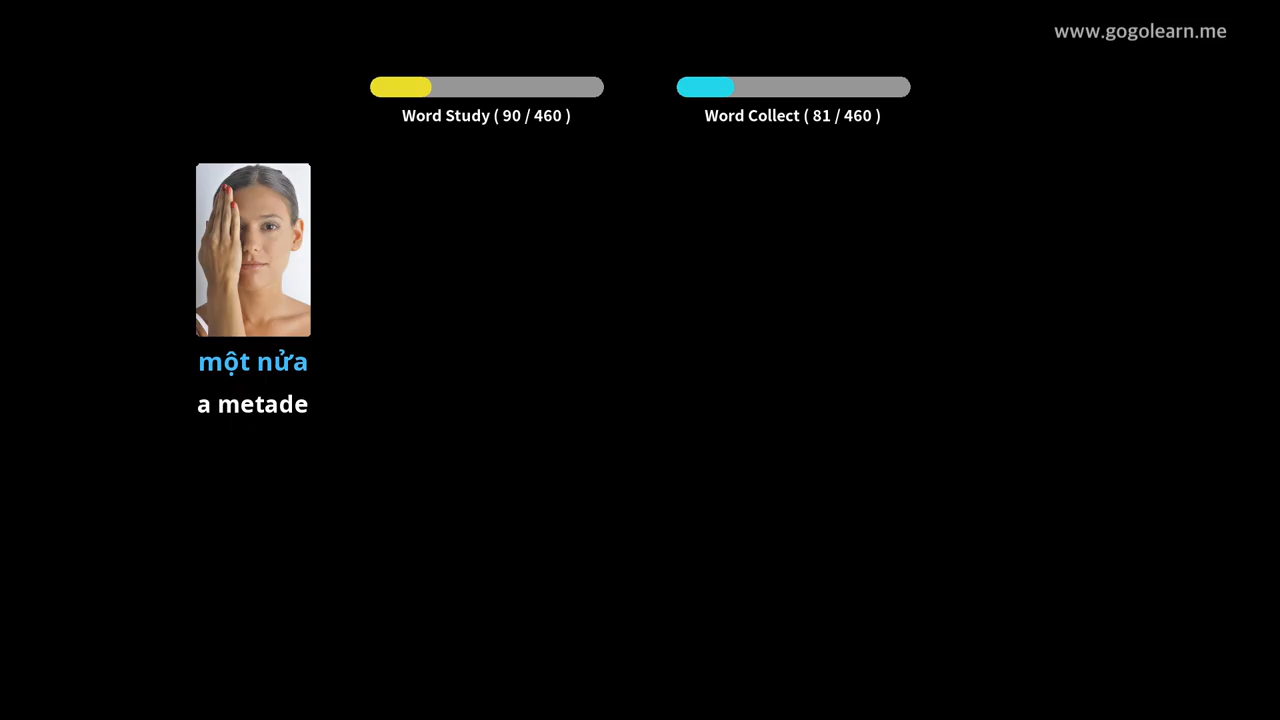 www.gogolearn.me
Word Study ( 90 / 460 )
Word Collect ( 81 / 460 )
một nửa
a metade